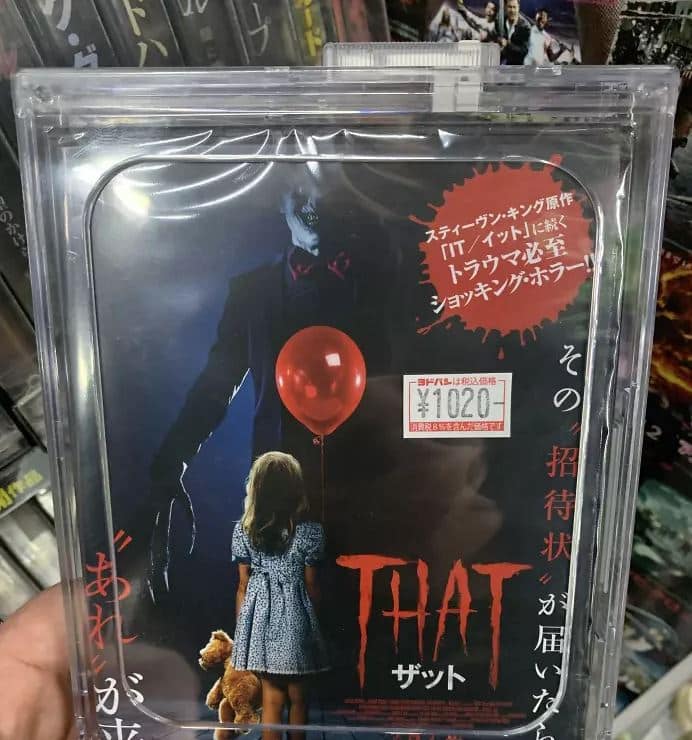 スティーヴン・キング原作
「IT／イット」に続く
トラウマ必至
ショッキング・ホラー!!
ヨドバシは税込価格
¥1020-
消費税8%を含んだ価格です
その〝招待状〟が届いたら
〝あれ〟が来
THAT
ザット